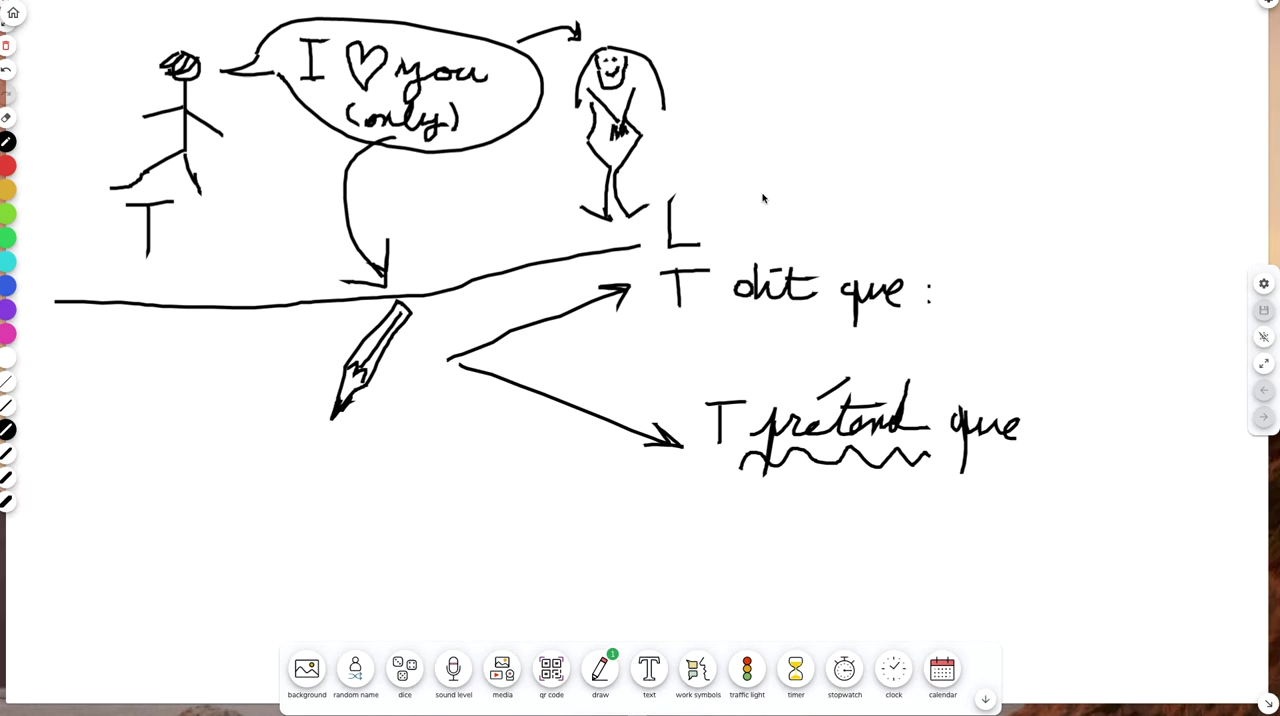 I ♡ you
(only)
T
L
T dit que :
T prétend que
1
background random name dice sound level media qr code draw text work symbols traffic light timer stopwatch clock calendar